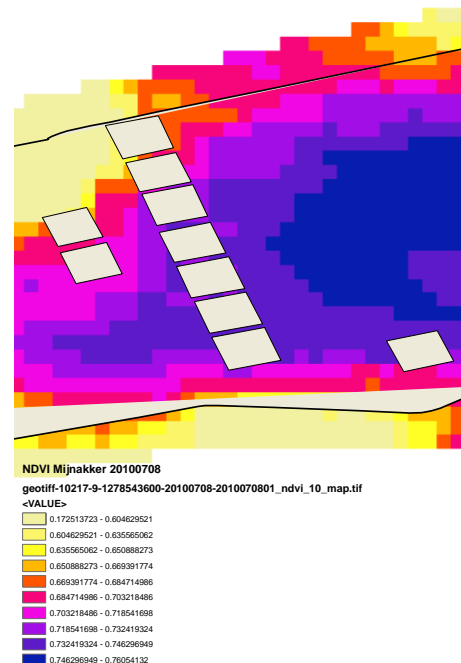 NDVI Mijnakker 20100708
geotiff-10217-9-1278543600-20100708-2010070801_ndvi_10_map.tif
<VALUE>
0.172513723 - 0.604629521
0.604629521 - 0.635565062
0.635565062 - 0.650888273
0.650888273 - 0.669391774
0.669391774 - 0.684714986
0.684714986 - 0.703218486
0.703218486 - 0.718541698
0.718541698 - 0.732419324
0.732419324 - 0.746296949
0.746296949 - 0.76054132